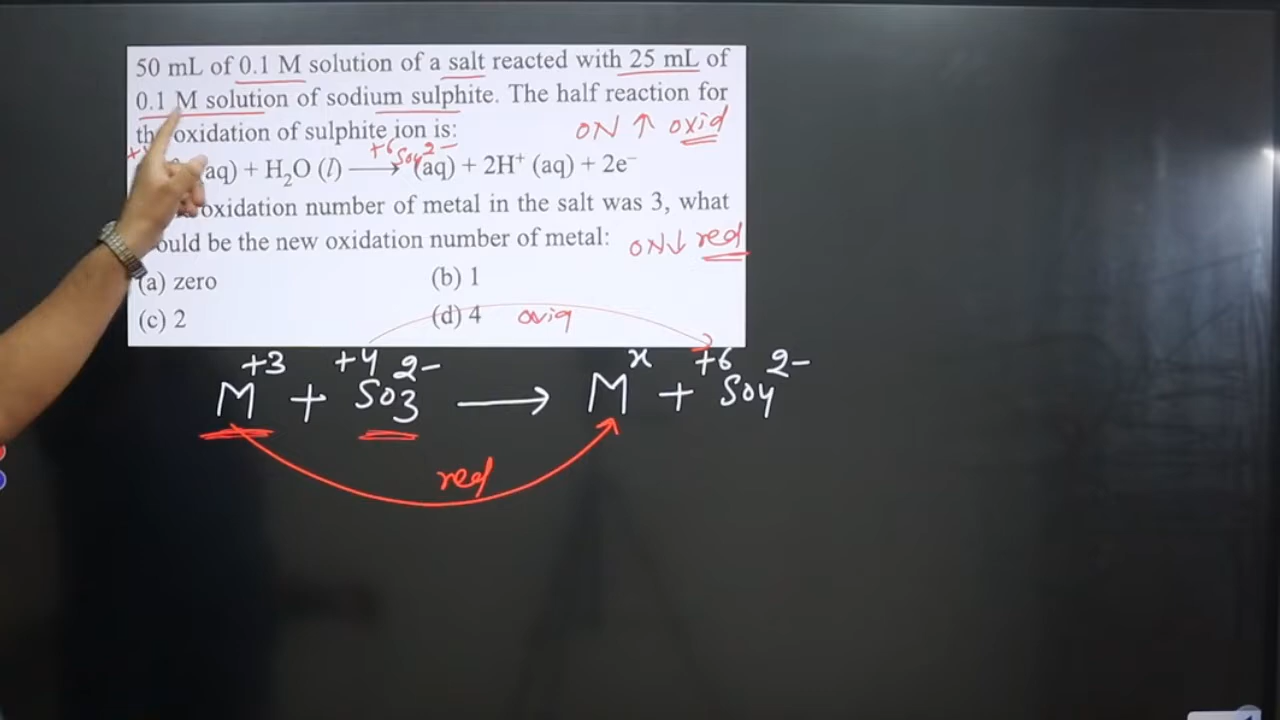 50 mL of 0.1 M solution of a salt reacted with 25 mL of
0.1 M solution of sodium sulphite. The half reaction for
oxidation of sulphite ion is:
ON ↑ oxid
+6 SO4 2−
(aq) + H₂O (l) ⟶ (aq) + 2H⁺ (aq) + 2e⁻
oxidation number of metal in the salt was 3, what
be the new oxidation number of metal:
ON↓ red
(a) zero (b) 1
(c) 2 (d) 4
+3 +4 2− x +6 2−
M + SO3 ⟶ M + SO4
red